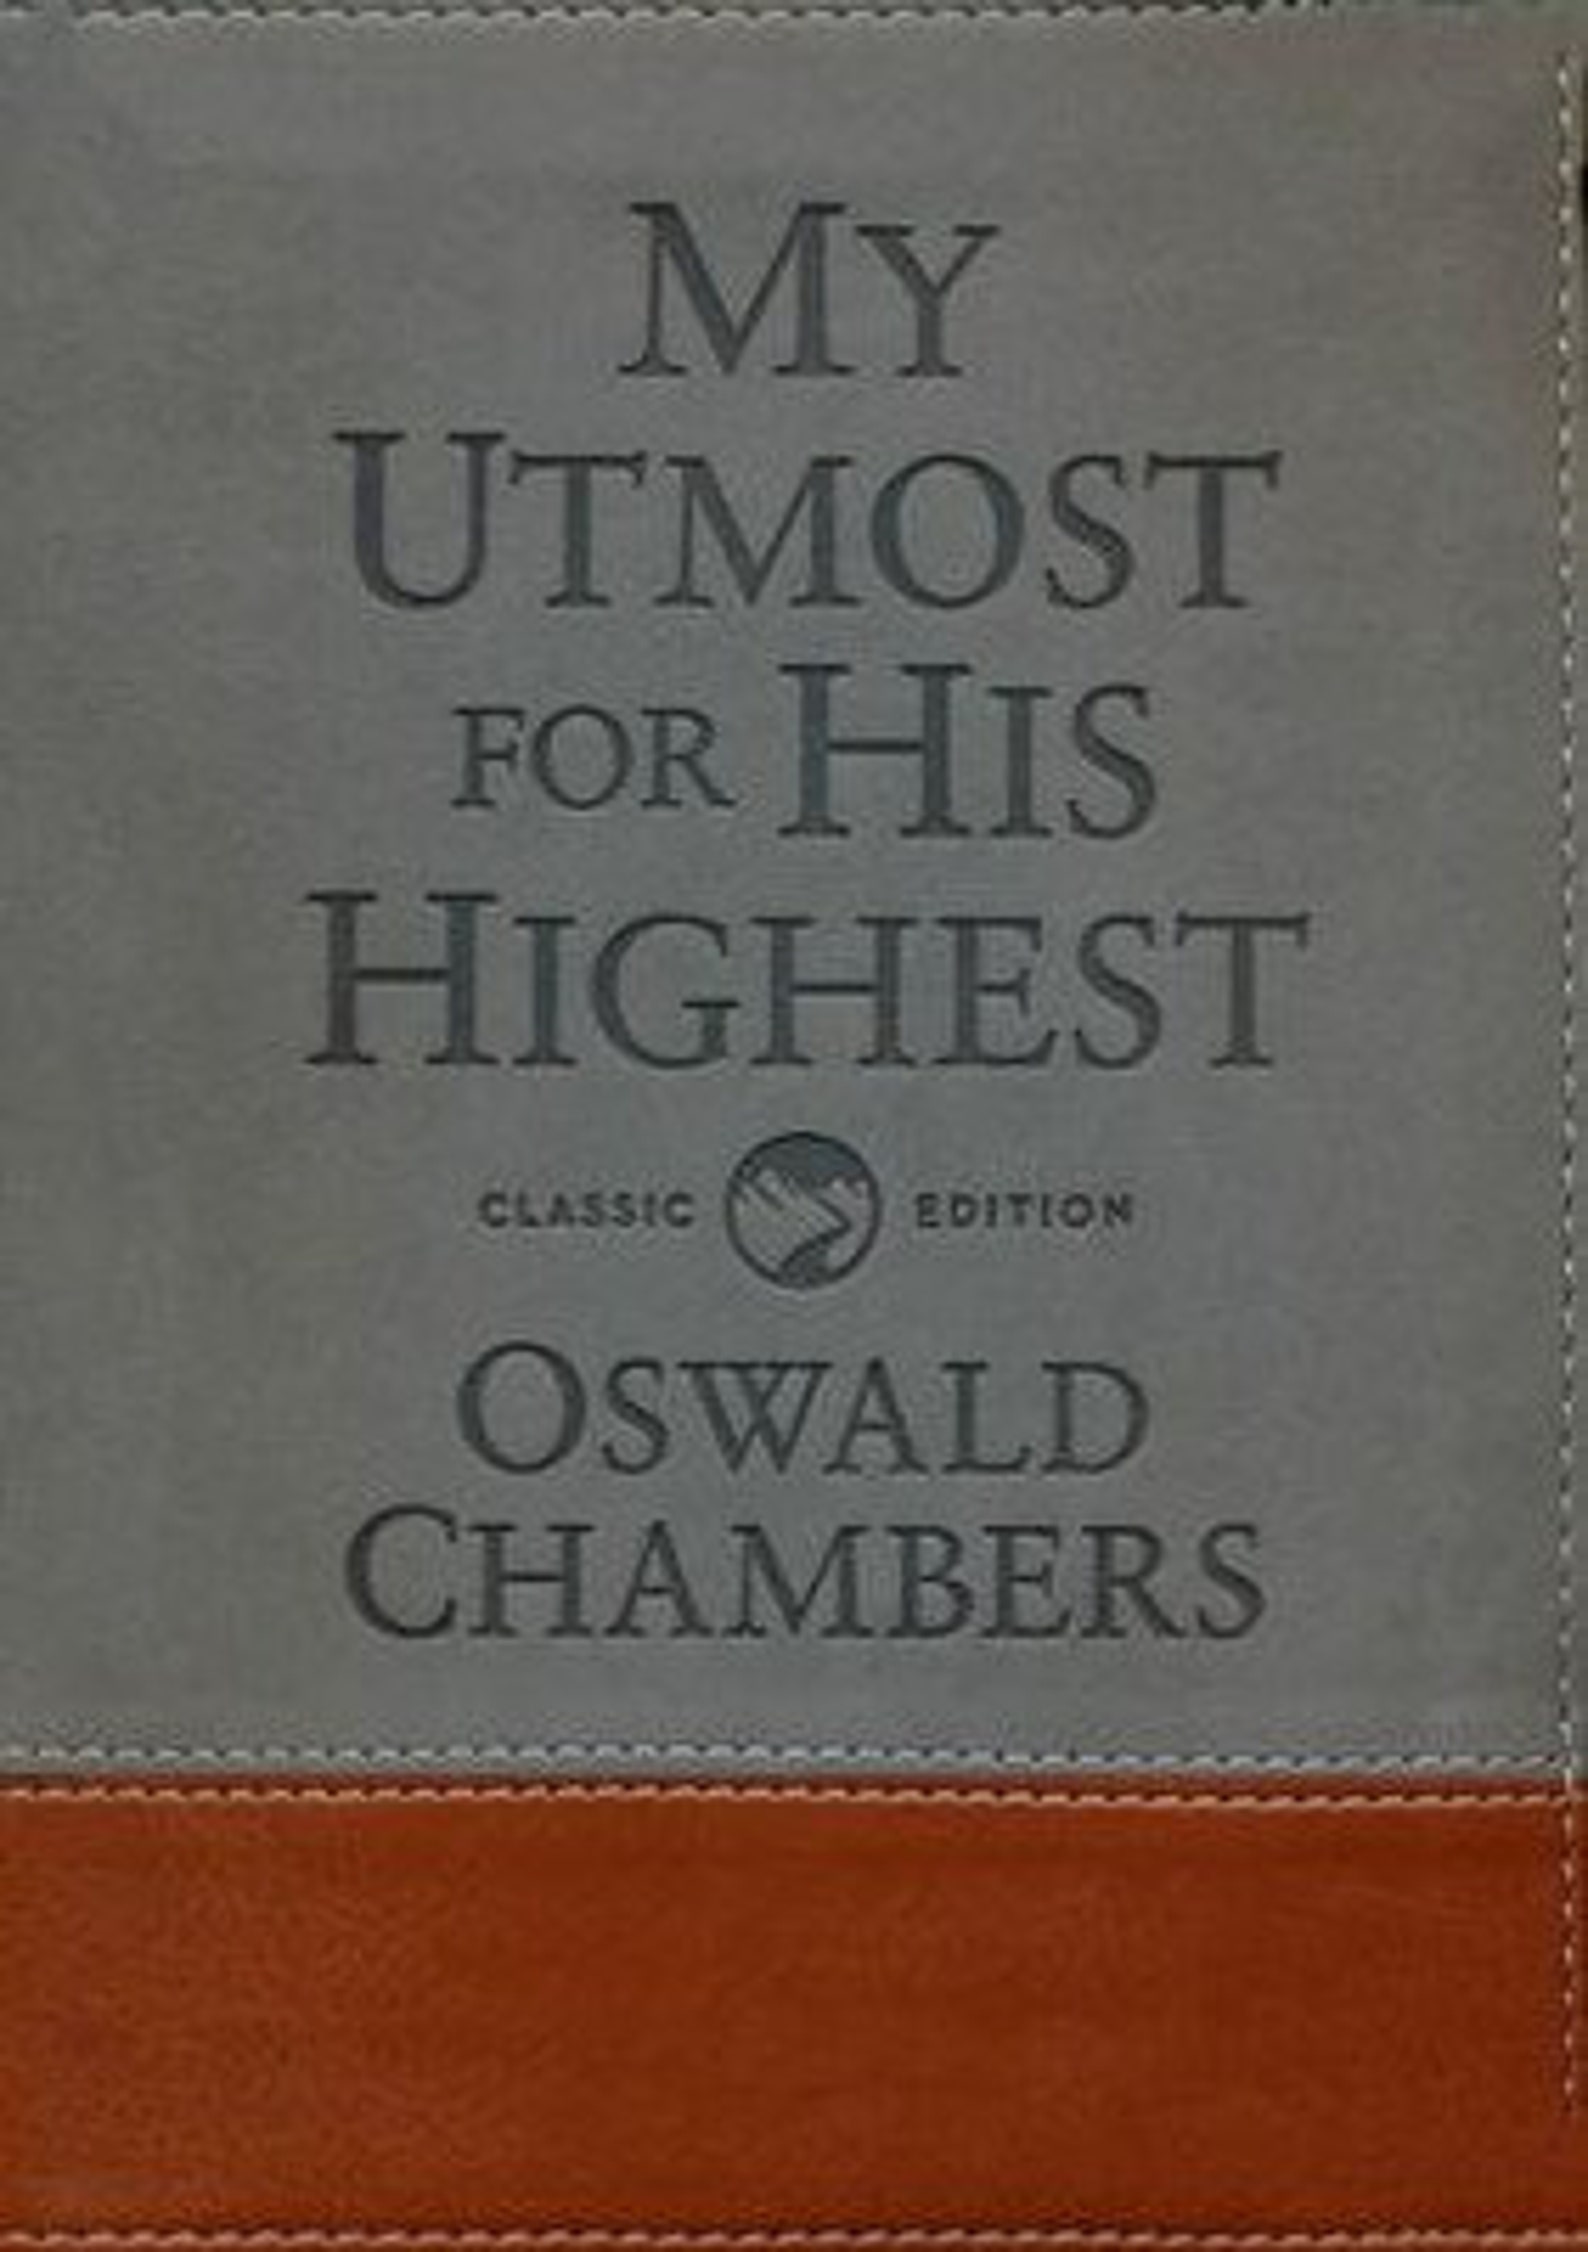 MY
UTMOST
FOR HIS
HIGHEST
CLASSIC EDITION
OSWALD
CHAMBERS